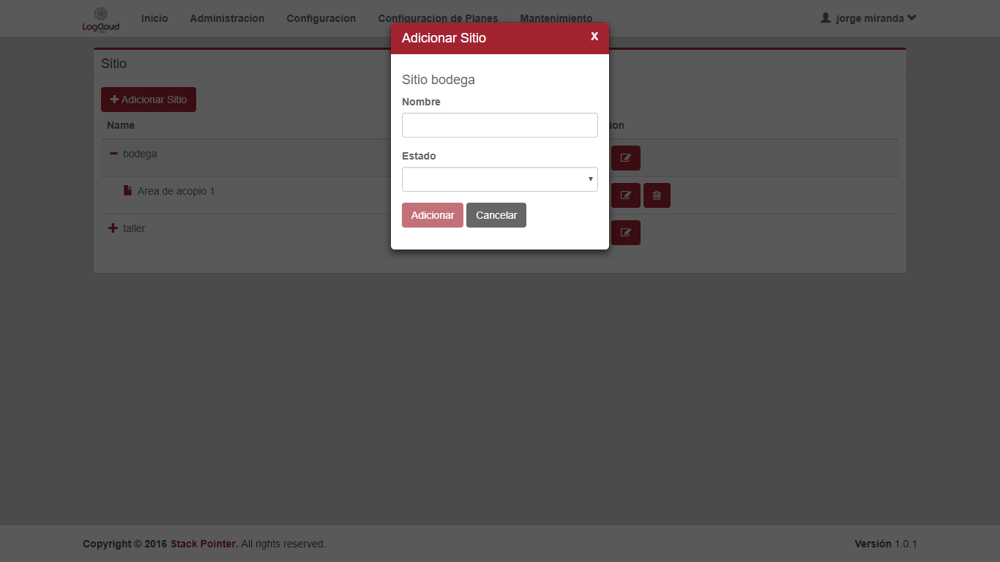 LogCloud
Inicio Administracion Configuracion Configuracion de Planes Mantenimiento jorge miranda
Adicionar Sitio x
Sitio
Sitio bodega
Adicionar Sitio
Nombre
Name
ion
bodega
Estado
Area de acopio 1
Adicionar Cancelar
taller
Copyright © 2016 Stack Pointer. All rights reserved. Versión 1.0.1